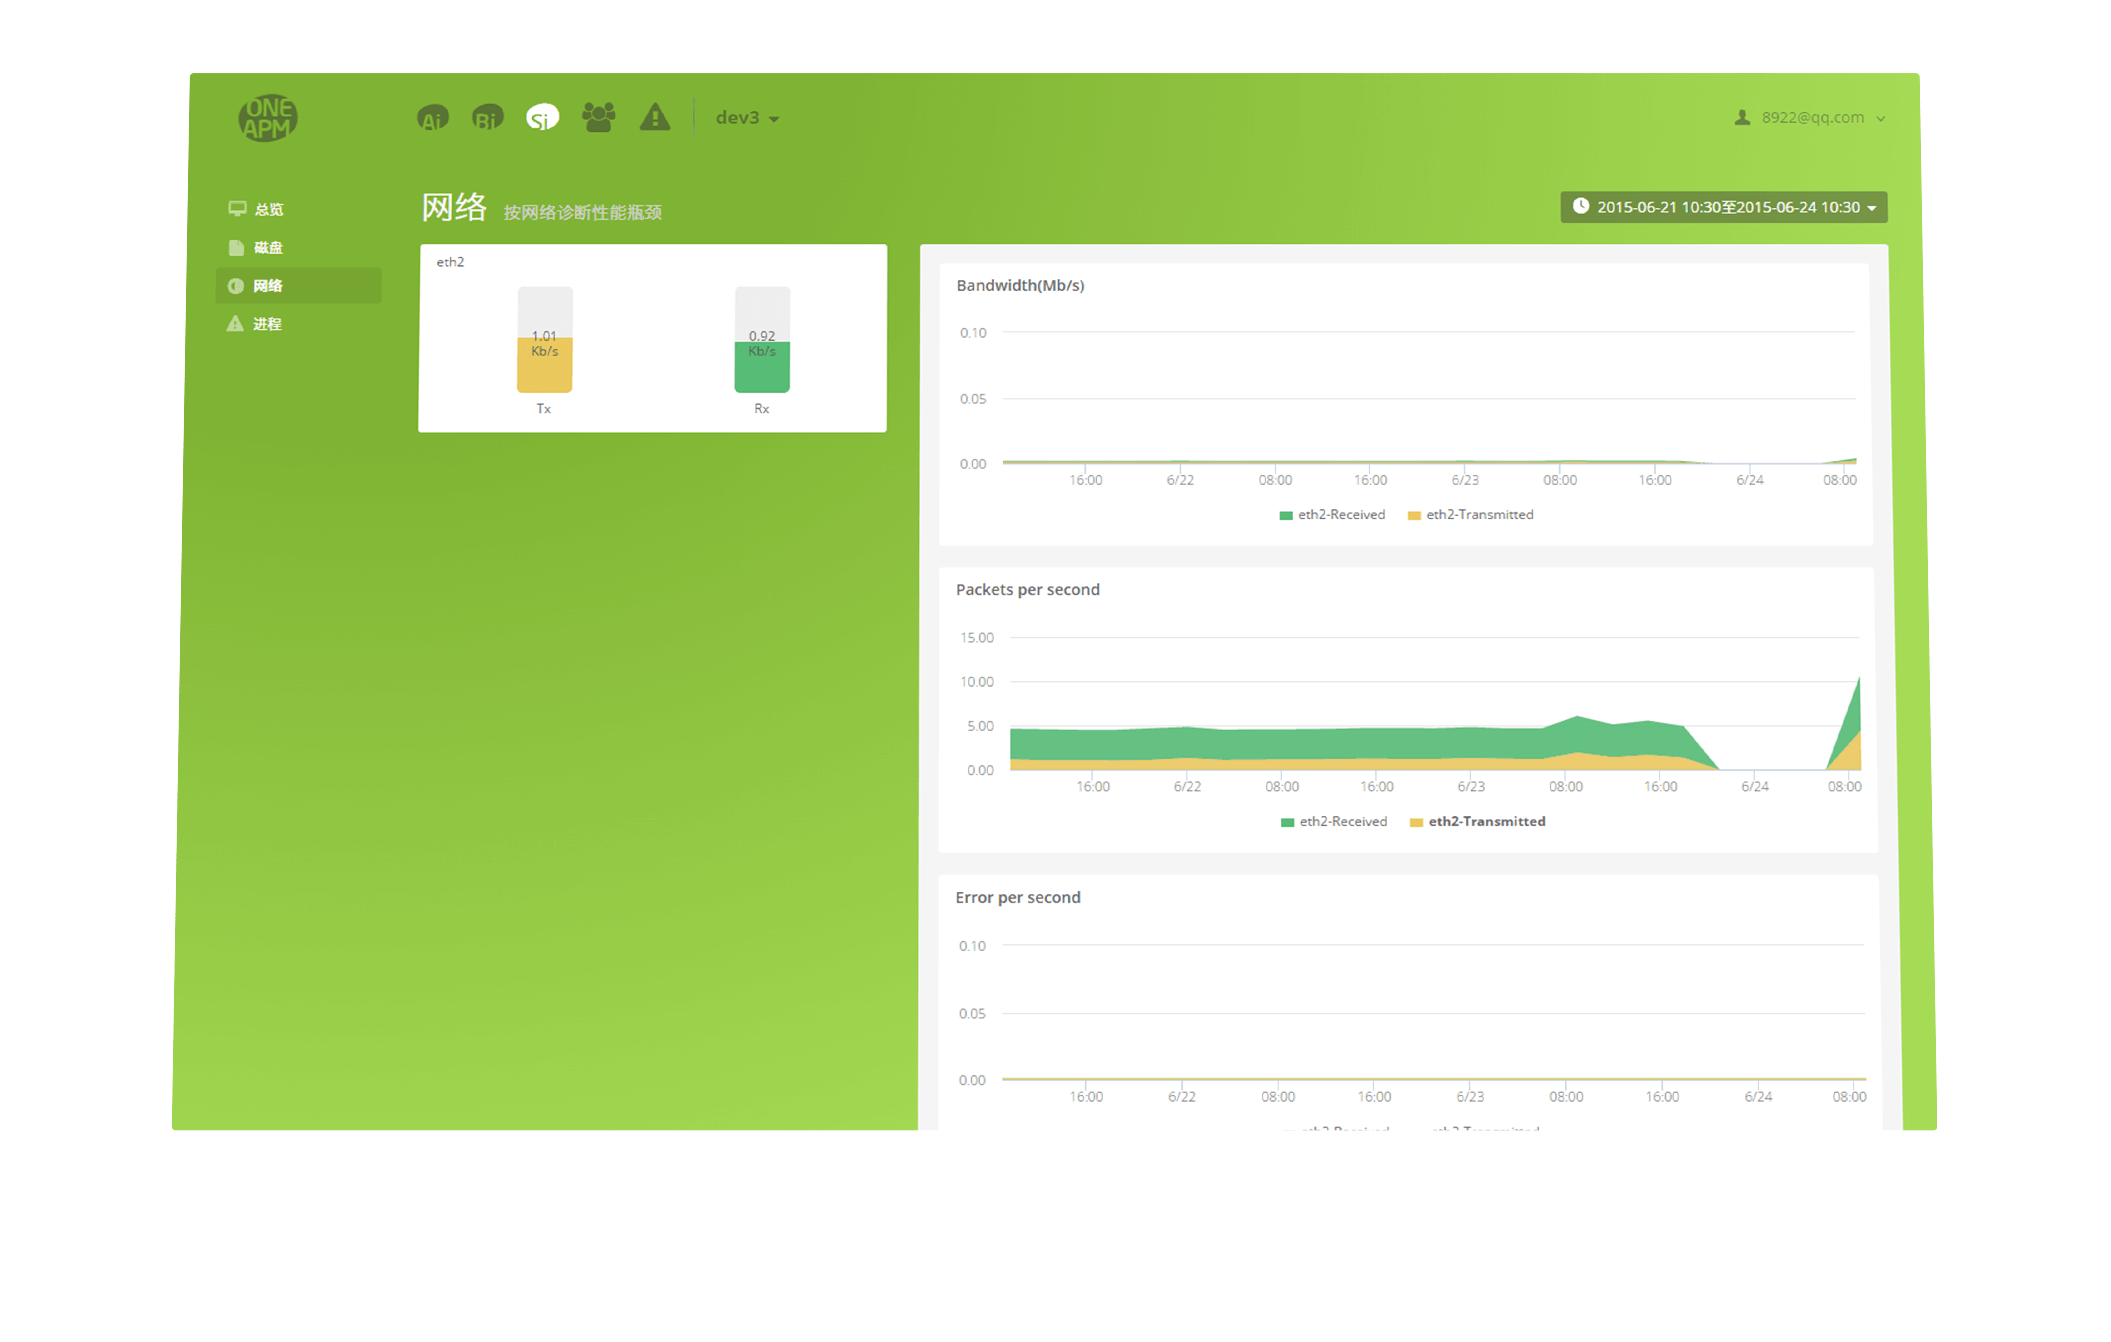 ONE APM
Ai Bi Si dev3 8922@qq.com
总览
磁盘
网络
进程
网络 按网络诊断性能瓶颈
2015-06-21 10:30至2015-06-24 10:30
eth2
1.01 Kb/s
Tx
0.92 Kb/s
Rx
Bandwidth(Mb/s)
0.10
0.05
0.00
16:00 6/22 08:00 16:00 6/23 08:00 16:00 6/24 08:00
eth2-Received eth2-Transmitted
Packets per second
15.00
10.00
5.00
0.00
16:00 6/22 08:00 16:00 6/23 08:00 16:00 6/24 08:00
eth2-Received eth2-Transmitted
Error per second
0.10
0.05
0.00
16:00 6/22 08:00 16:00 6/23 08:00 16:00 6/24 08:00